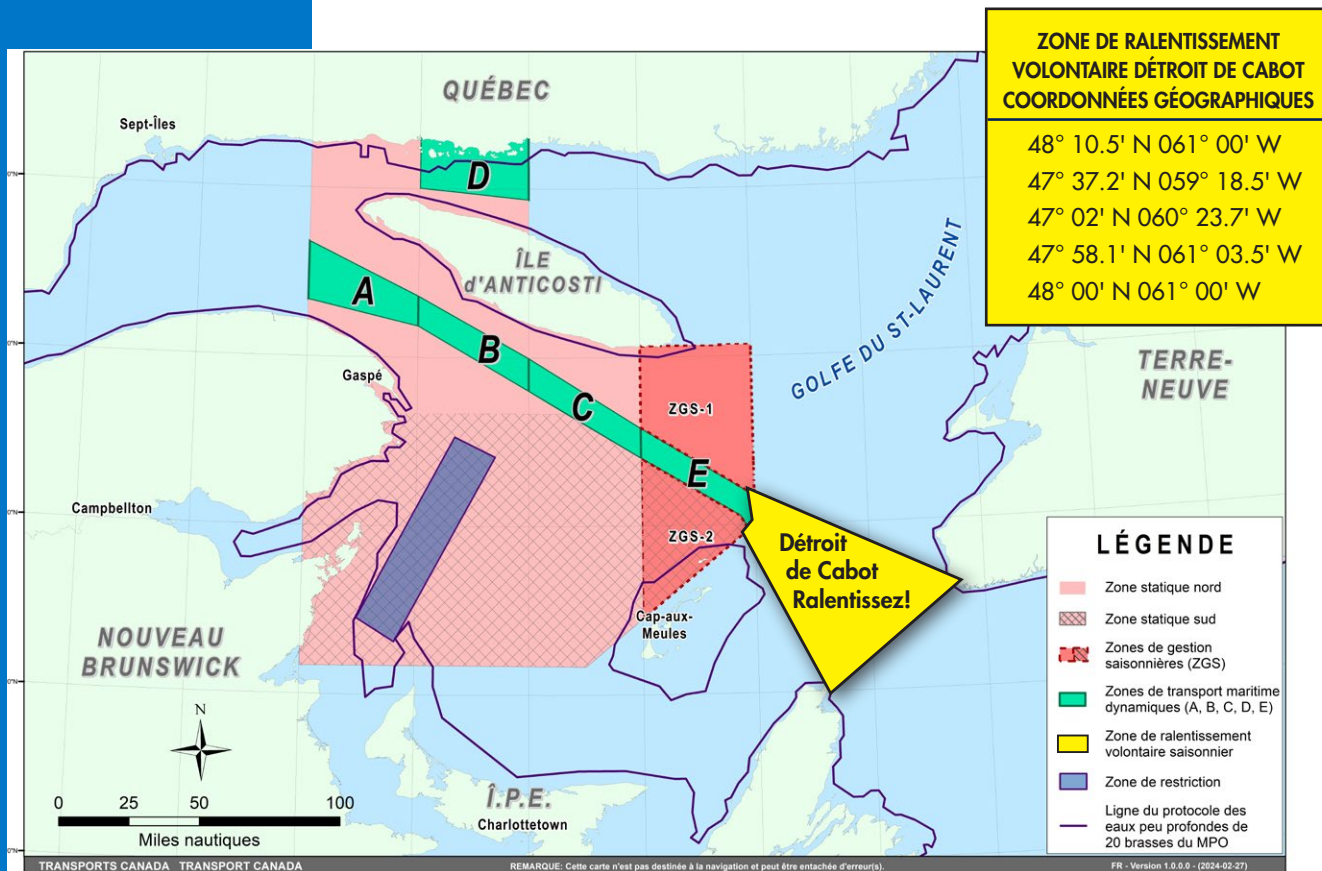 ZONE DE RALENTISSEMENT
VOLONTAIRE DÉTROIT DE CABOT
COORDONNÉES GÉOGRAPHIQUES
48° 10.5' N 061° 00' W
47° 37.2' N 059° 18.5' W
47° 02' N 060° 23.7' W
47° 58.1' N 061° 03.5' W
48° 00' N 061° 00' W
QUÉBEC
Sept-Îles
D
ÎLE
d'ANTICOSTI
A
B
C
E
GOLFE DU ST-LAURENT
TERRE-
NEUVE
Gaspé
ZGS-1
Campbellton
ZGS-2
Détroit
de Cabot
Ralentissez!
Cap-aux-
Meules
NOUVEAU
BRUNSWICK
N
0 25 50 100
Miles nautiques
Î.P.E.
Charlottetown
LÉGENDE
Zone statique nord
Zone statique sud
Zones de gestion
saisonnières (ZGS)
Zones de transport maritime
dynamiques (A, B, C, D, E)
Zone de ralentissement
volontaire saisonnier
Zone de restriction
Ligne du protocole des
eaux peu profondes de
20 brasses du MPO
TRANSPORTS CANADA TRANSPORT CANADA
REMARQUE: Cette carte n'est pas destinée à la navigation et peut être entachée d'erreur(s).
FR - Version 1.0.0.0 - (2024-02-27)